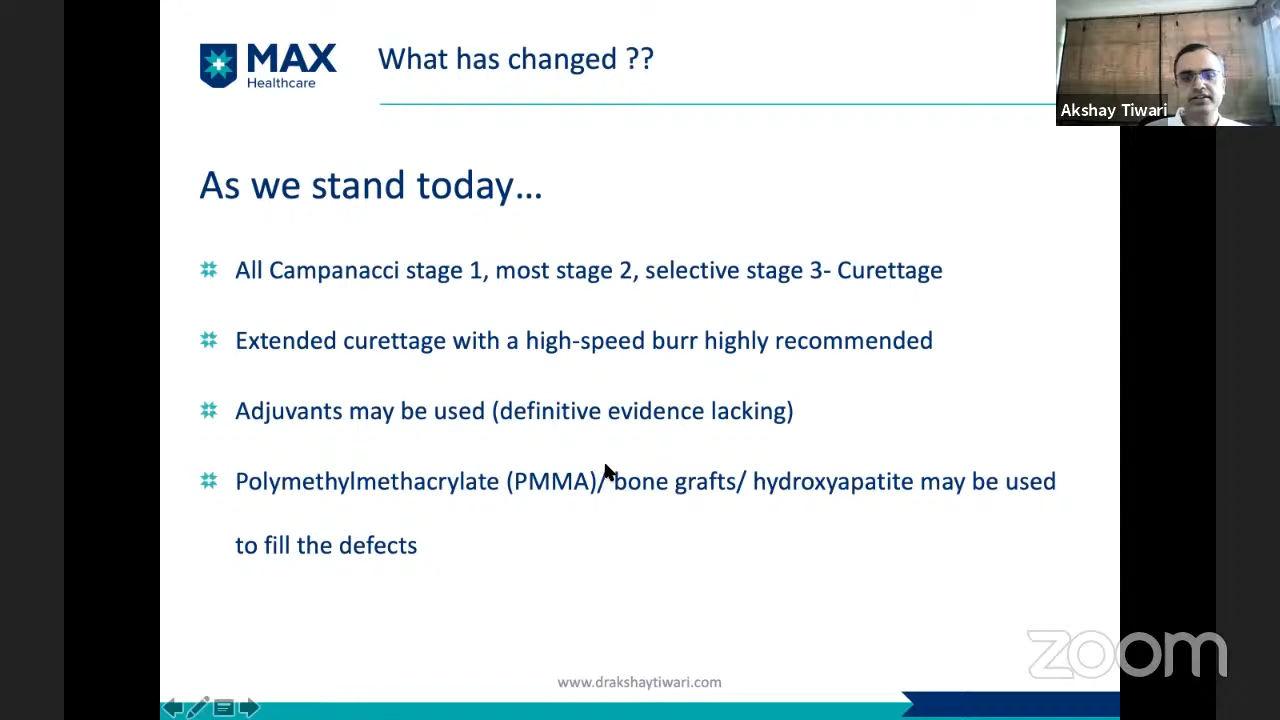 MAX
Healthcare
What has changed ??
Akshay Tiwari
As we stand today...
All Campanacci stage 1, most stage 2, selective stage 3- Curettage
Extended curettage with a high-speed burr highly recommended
Adjuvants may be used (definitive evidence lacking)
Polymethylmethacrylate (PMMA)/ bone grafts/ hydroxyapatite may be used
to fill the defects
zoom
www.drakshaytiwari.com